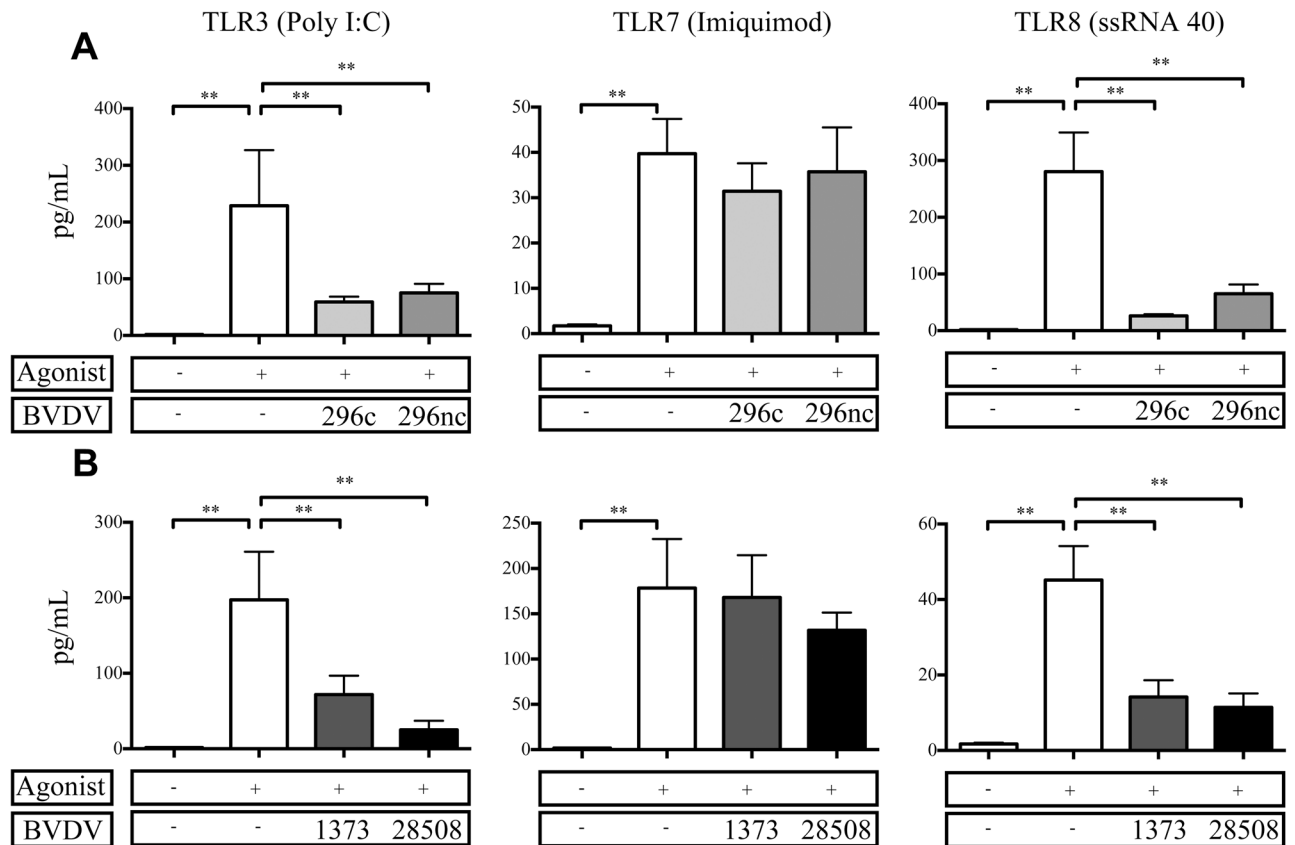 TLR3 (Poly I:C) TLR7 (Imiquimod) TLR8 (ssRNA 40)
A
** ** **
** ** ** **
400 50 400
300 40 300
200 30 200
100 20 100
0 10 0
0
pg/mL
Agonist - + + + - + + + - + + +
BVDV - - 296c 296nc - - 296c 296nc - - 296c 296nc
B
** **
** ** ** ** **
300 250 60
200 200 40
100 150 20
0 100 0
50
0
pg/mL
Agonist - + + + - + + + - + + +
BVDV - - 1373 28508 - - 1373 28508 - - 1373 28508